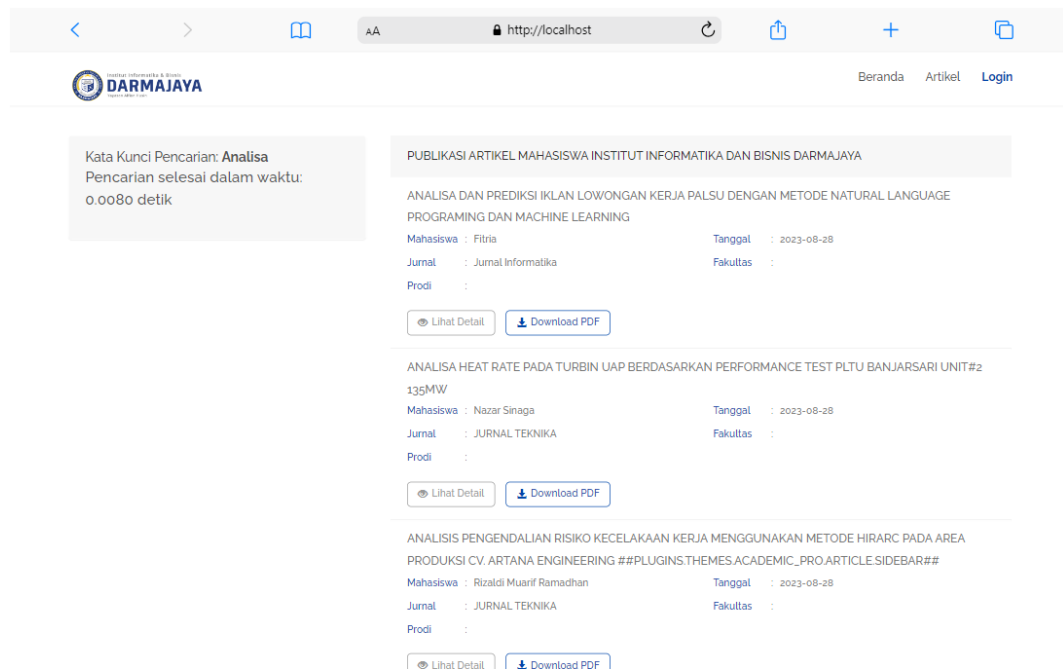 AA http://localhost
Institut Informatika & Bisnis
DARMAJAYA
Beranda Artikel Login
Kata Kunci Pencarian: Analisa
Pencarian selesai dalam waktu:
0.0080 detik
PUBLIKASI ARTIKEL MAHASISWA INSTITUT INFORMATIKA DAN BISNIS DARMAJAYA
ANALISA DAN PREDIKSI IKLAN LOWONGAN KERJA PALSU DENGAN METODE NATURAL LANGUAGE
PROGRAMING DAN MACHINE LEARNING
Mahasiswa : Fitria Tanggal : 2023-08-28
Jurnal : Jurnal Informatika Fakultas :
Prodi :
Lihat Detail Download PDF
ANALISA HEAT RATE PADA TURBIN UAP BERDASARKAN PERFORMANCE TEST PLTU BANJARSARI UNIT#2
135MW
Mahasiswa : Nazar Sinaga Tanggal : 2023-08-28
Jurnal : JURNAL TEKNIKA Fakultas :
Prodi :
Lihat Detail Download PDF
ANALISIS PENGENDALIAN RISIKO KECELAKAAN KERJA MENGGUNAKAN METODE HIRARC PADA AREA
PRODUKSI CV. ARTANA ENGINEERING ##PLUGINS.THEMES.ACADEMIC_PRO.ARTICLE.SIDEBAR##
Mahasiswa : Rizaldi Muarif Ramadhan Tanggal : 2023-08-28
Jurnal : JURNAL TEKNIKA Fakultas :
Prodi :
Lihat Detail Download PDF